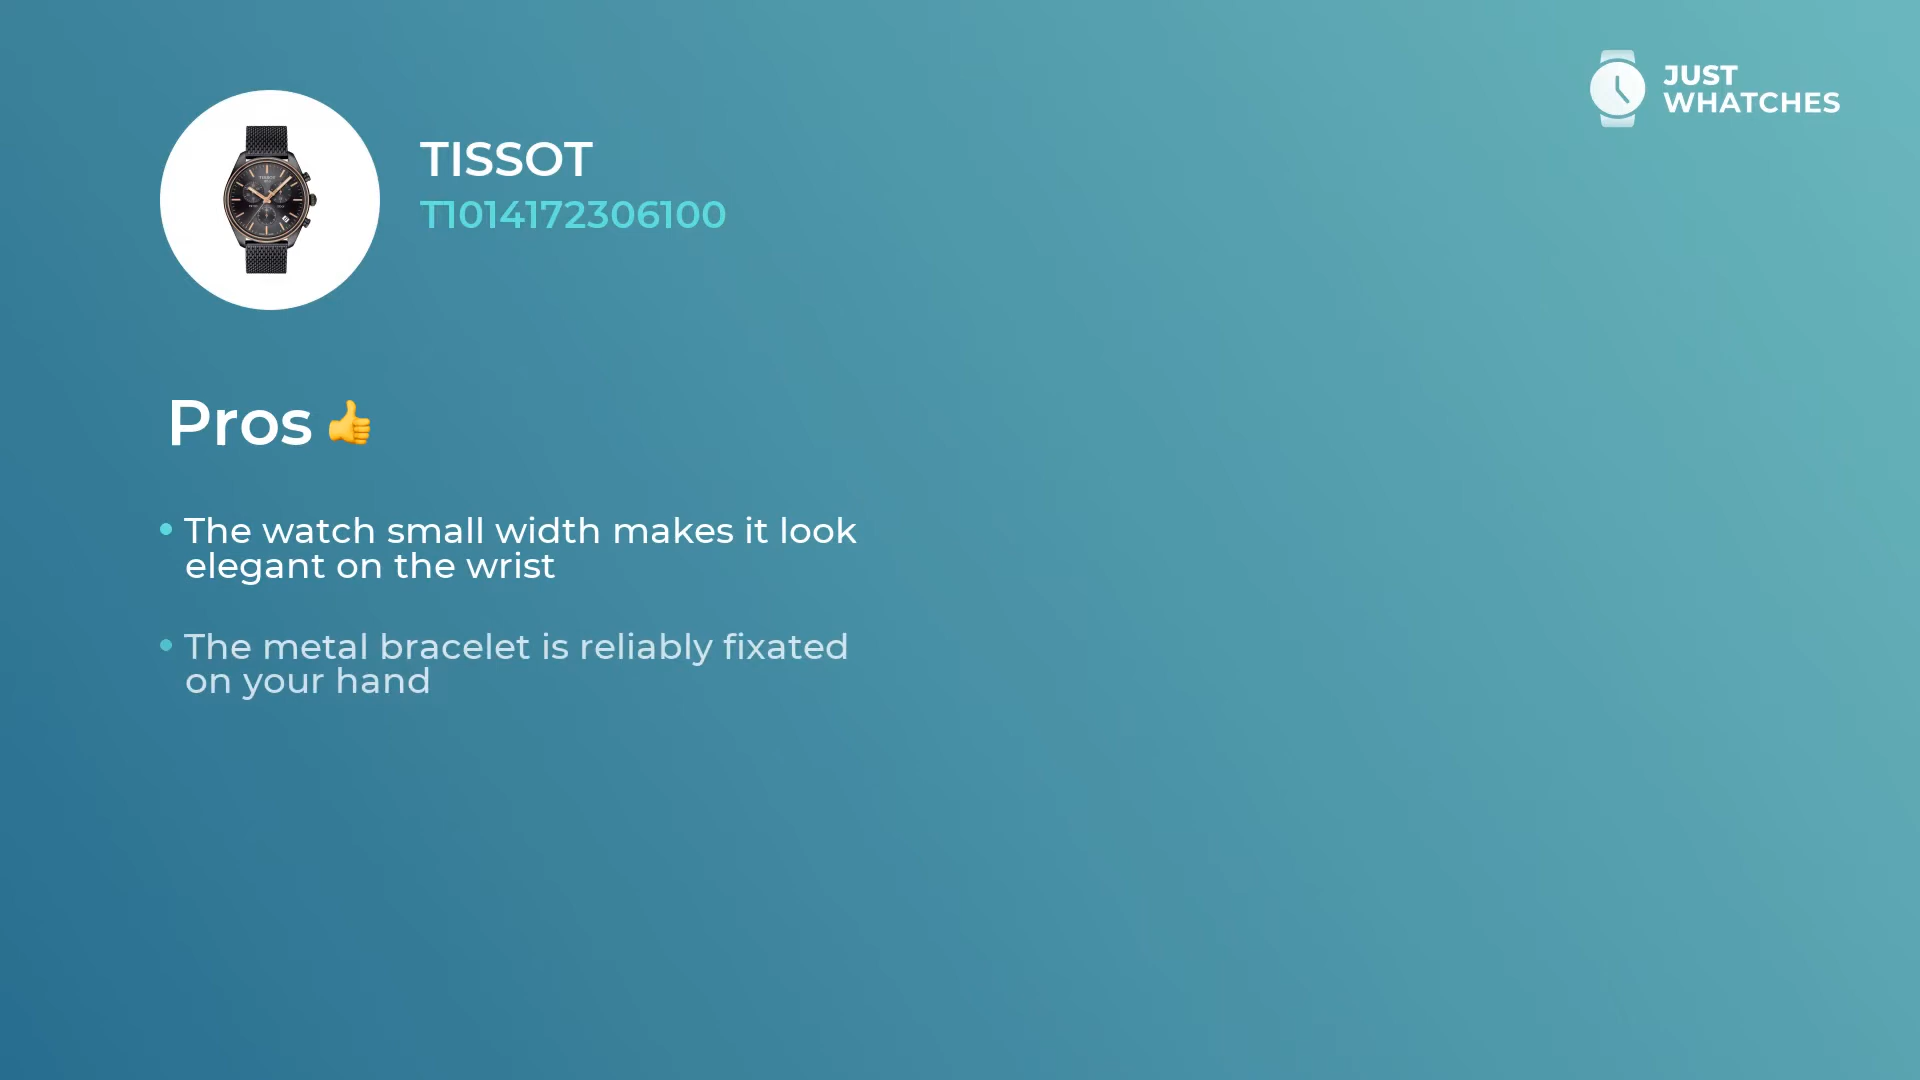 JUST
WHATCHES
TISSOT
T1014172306100
Pros
The watch small width makes it look
elegant on the wrist
The metal bracelet is reliably fixated
on your hand